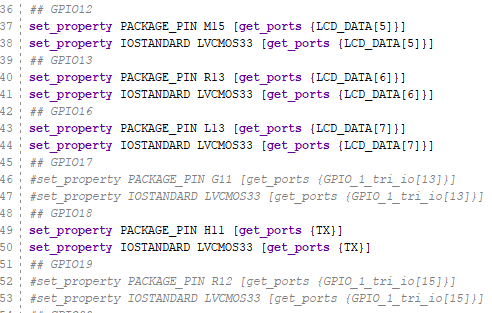 36 ## GPIO12
37 set_property PACKAGE_PIN M15 [get_ports {LCD_DATA[5]}]
38 set_property IOSTANDARD LVCMOS33 [get_ports {LCD_DATA[5]}]
39 ## GPIO13
40 set_property PACKAGE_PIN R13 [get_ports {LCD_DATA[6]}]
41 set_property IOSTANDARD LVCMOS33 [get_ports {LCD_DATA[6]}]
42 ## GPIO16
43 set_property PACKAGE_PIN L13 [get_ports {LCD_DATA[7]}]
44 set_property IOSTANDARD LVCMOS33 [get_ports {LCD_DATA[7]}]
45 ## GPIO17
46 #set_property PACKAGE_PIN G11 [get_ports {GPIO_1_tri_io[13]}]
47 #set_property IOSTANDARD LVCMOS33 [get_ports {GPIO_1_tri_io[13]}]
48 ## GPIO18
49 set_property PACKAGE_PIN H11 [get_ports {TX}]
50 set_property IOSTANDARD LVCMOS33 [get_ports {TX}]
51 ## GPIO19
52 #set_property PACKAGE_PIN R12 [get_ports {GPIO_1_tri_io[15]}]
53 #set_property IOSTANDARD LVCMOS33 [get_ports {GPIO_1_tri_io[15]}]